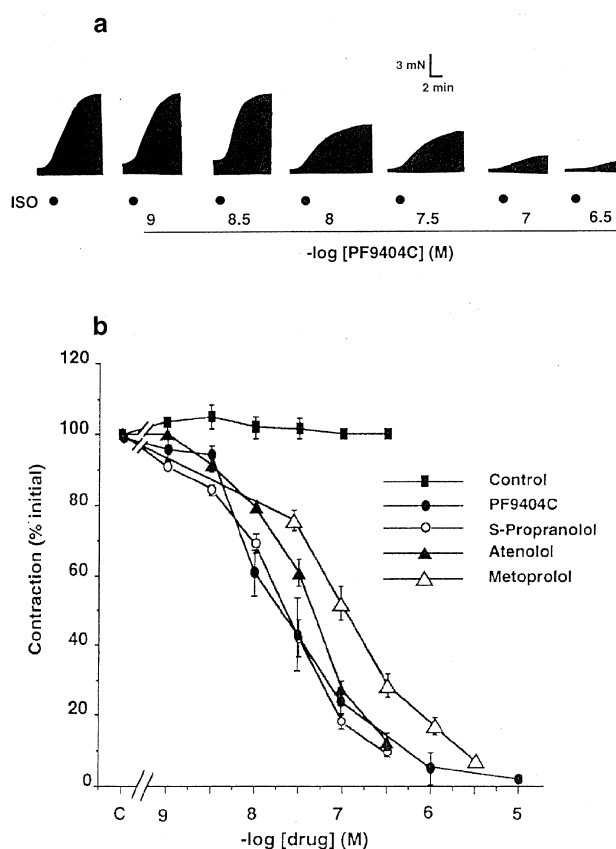 a
3 mN
2 min
ISO
9 8.5 8 7.5 7 6.5
-log [PF9404C] (M)
b
Contraction (% initial)
120
100
80
60
40
20
0
Control
PF9404C
S-Propranolol
Atenolol
Metoprolol
C 9 8 7 6 5
-log [drug] (M)